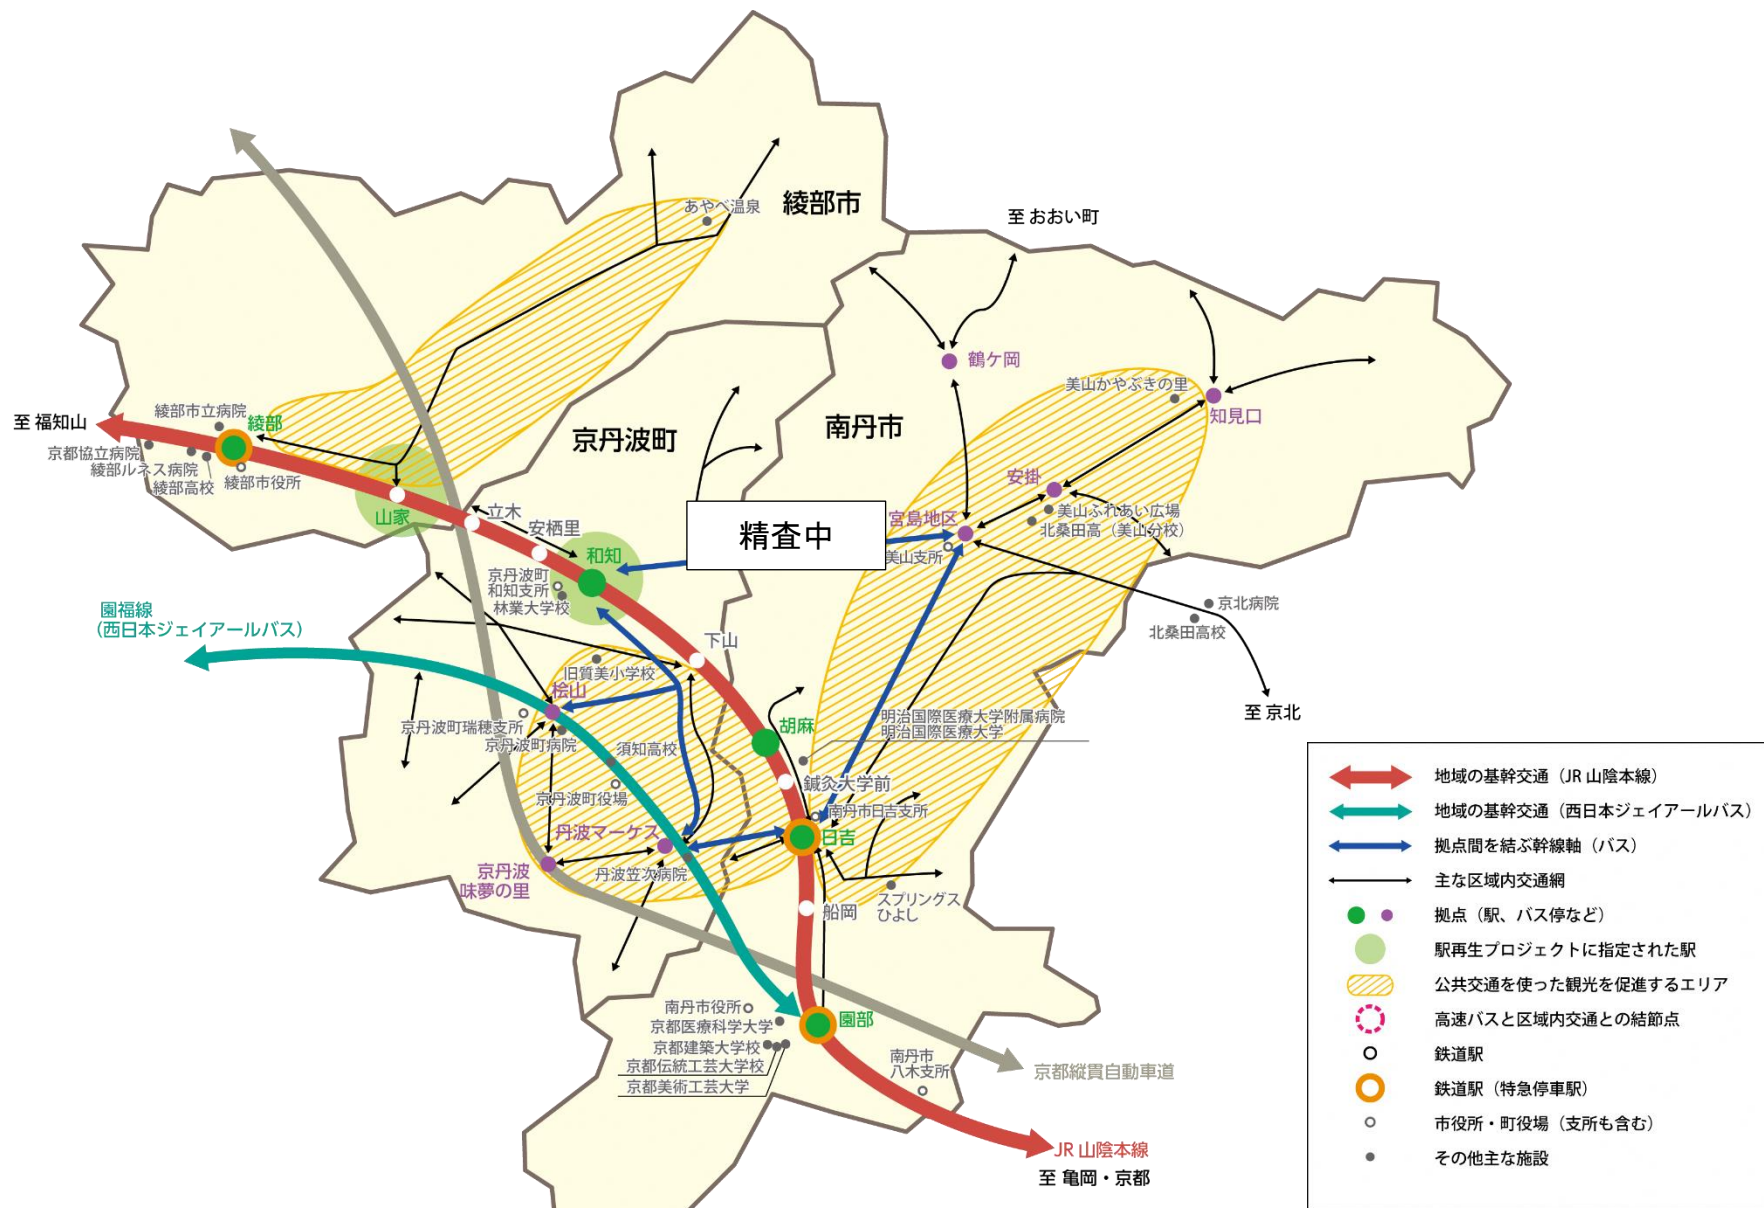 綾部市
あやべ温泉
至 おおい町
鶴ケ岡
美山かやぶきの里
知見口
京丹波町
南丹市
至 福知山
綾部市立病院
綾部
京都協立病院
綾部ルネス病院
綾部高校
綾部市役所
山家
立木
安栖里
和知
京丹波町
和知支所
林業大学校
精査中
宮島地区
美山支所
安掛
美山ふれあい広場
北桑田高（美山分校）
京北病院
北桑田高校
至 京北
園福線
（西日本ジェイアールバス）
下山
旧質美小学校
桧山
京丹波町瑞穂支所
京丹波町病院
須知高校
京丹波町役場
胡麻
明治国際医療大学附属病院
明治国際医療大学
鍼灸大学前
南丹市日吉支所
日吉
丹波マーケス
京丹波
味夢の里
丹波笠次病院
スプリングス
ひよし
船岡
南丹市役所
京都医療科学大学
京都建築大学校
京都伝統工芸大学校
京都美術工芸大学
園部
南丹市
八木支所
京都縦貫自動車道
JR 山陰本線
至 亀岡・京都
地域の基幹交通（JR 山陰本線）
地域の基幹交通（西日本ジェイアールバス）
拠点間を結ぶ幹線軸（バス）
主な区域内交通網
拠点（駅、バス停など）
駅再生プロジェクトに指定された駅
公共交通を使った観光を促進するエリア
高速バスと区域内交通との結節点
鉄道駅
鉄道駅（特急停車駅）
市役所・町役場（支所も含む）
その他主な施設